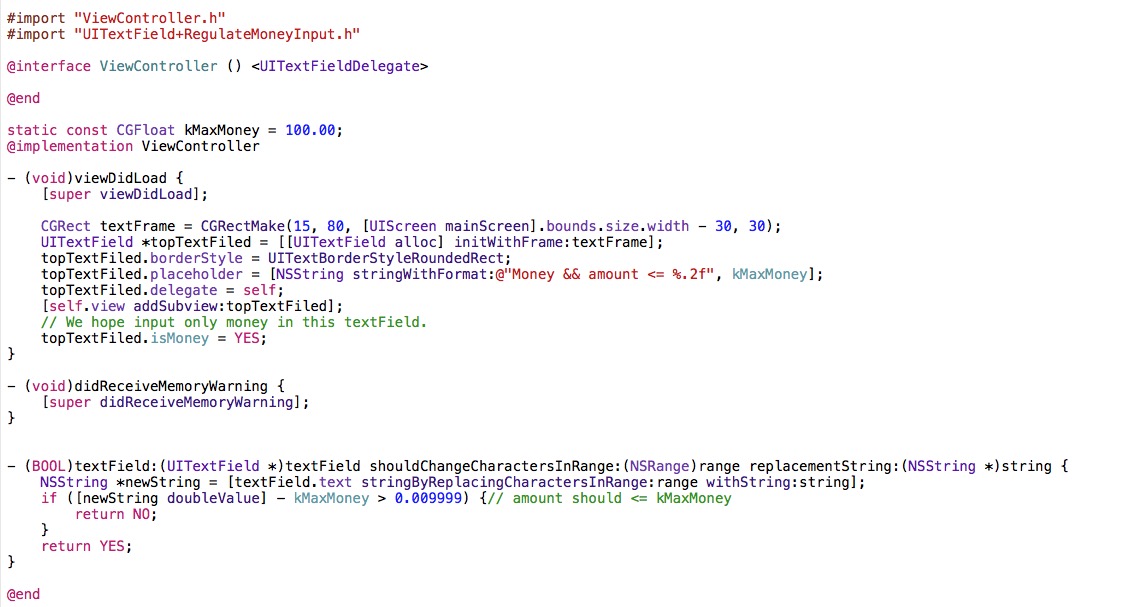 #import "ViewController.h"
#import "UITextField+RegulateMoneyInput.h"
@interface ViewController () <UITextFieldDelegate>
@end
static const CGFloat kMaxMoney = 100.00;
@implementation ViewController
- (void)viewDidLoad {
[super viewDidLoad];
CGRect textFrame = CGRectMake(15, 80, [UIScreen mainScreen].bounds.size.width - 30, 30);
UITextField *topTextFiled = [[UITextField alloc] initWithFrame:textFrame];
topTextFiled.borderStyle = UITextBorderStyleRoundedRect;
topTextFiled.placeholder = [NSString stringWithFormat:@"Money && amount <= %.2f", kMaxMoney];
topTextFiled.delegate = self;
[self.view addSubview:topTextFiled];
// We hope input only money in this textField.
topTextFiled.isMoney = YES;
}
- (void)didReceiveMemoryWarning {
[super didReceiveMemoryWarning];
}
- (BOOL)textField:(UITextField *)textField shouldChangeCharactersInRange:(NSRange)range replacementString:(NSString *)string {
NSString *newString = [textField.text stringByReplacingCharactersInRange:range withString:string];
if ([newString doubleValue] - kMaxMoney > 0.009999) {// amount should <= kMaxMoney
return NO;
}
return YES;
}
@end